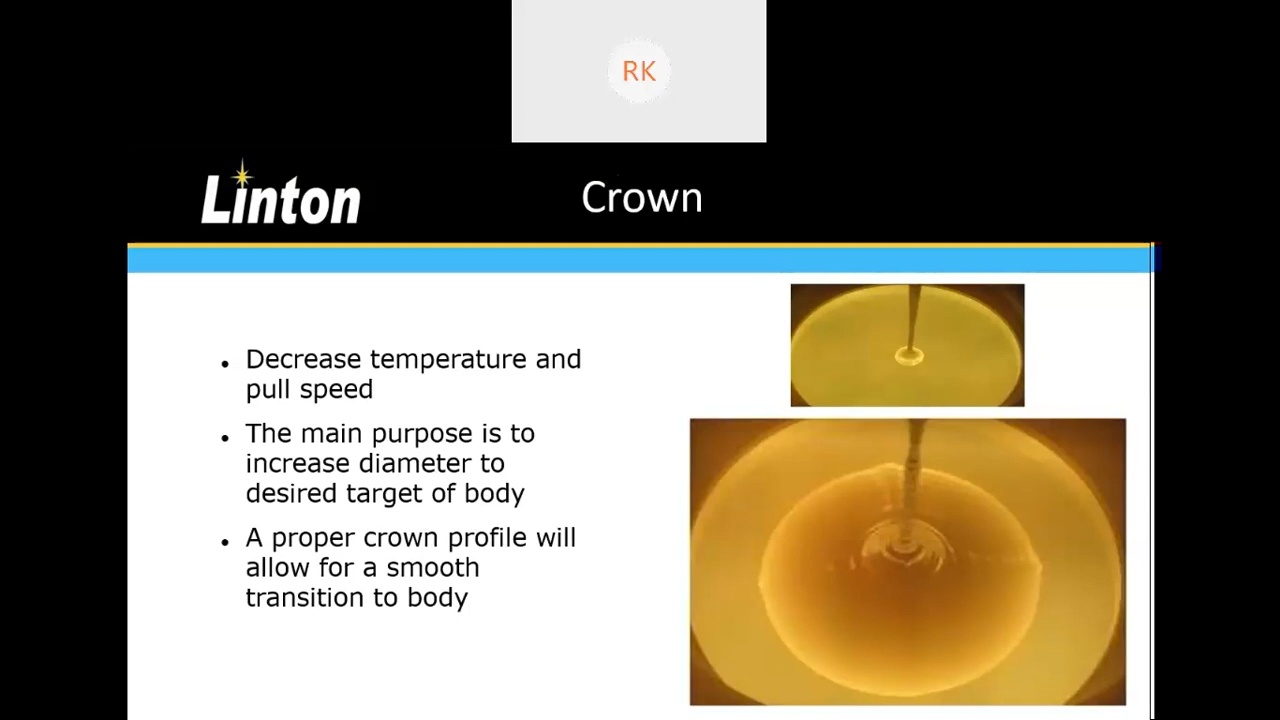 RK
Linton
Crown
• Decrease temperature and
pull speed
• The main purpose is to
increase diameter to
desired target of body
• A proper crown profile will
allow for a smooth
transition to body